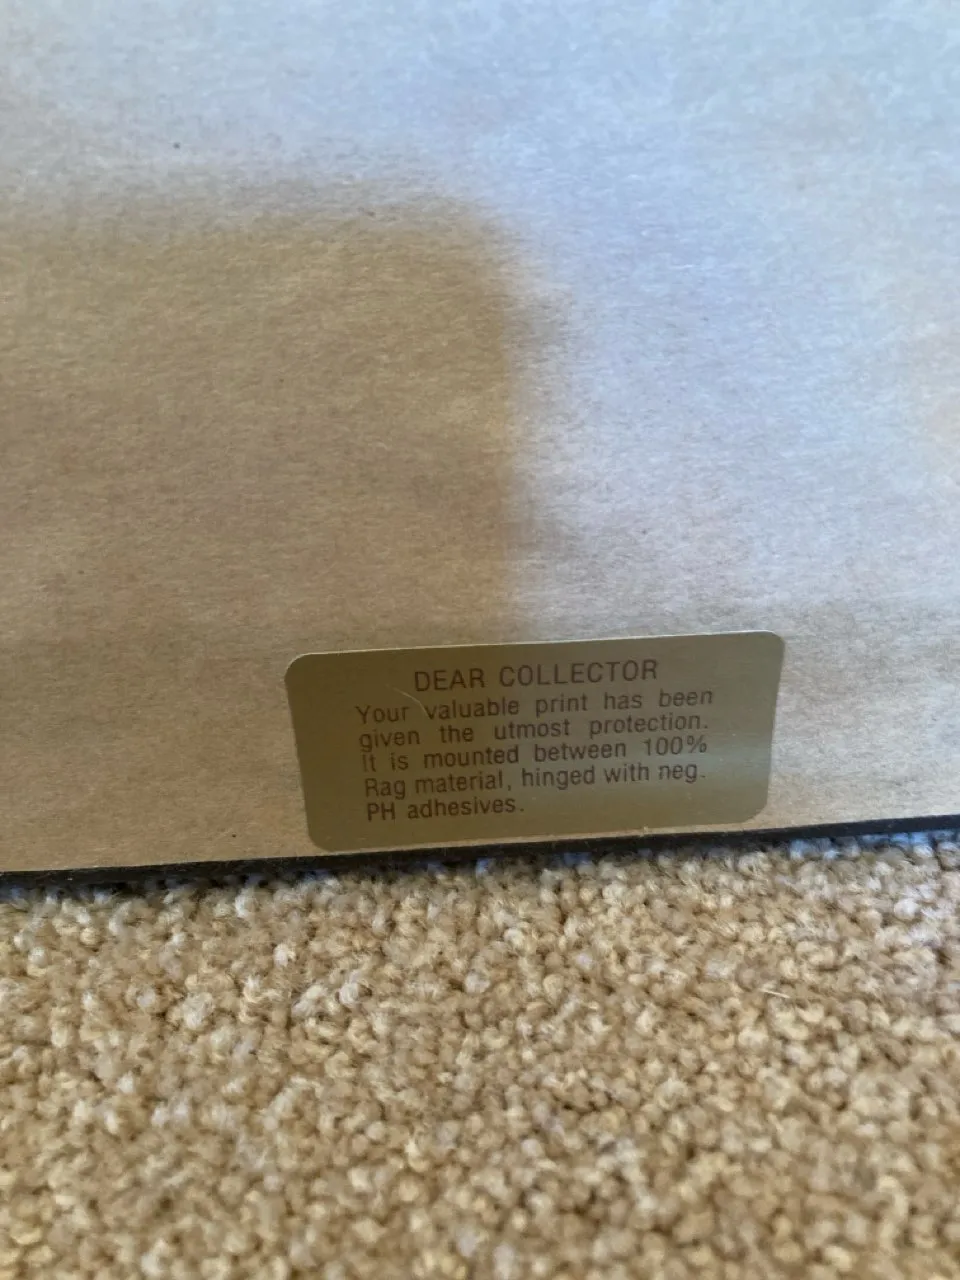 DEAR COLLECTOR
Your valuable print has been
given the utmost protection.
It is mounted between 100%
Rag material, hinged with neg.
PH adhesives.